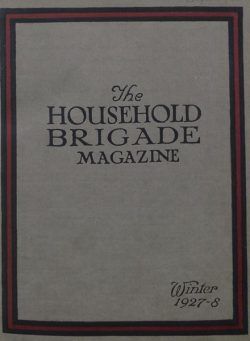 The
HOUSEHOLD
BRIGADE
MAGAZINE
Winter
1927-8